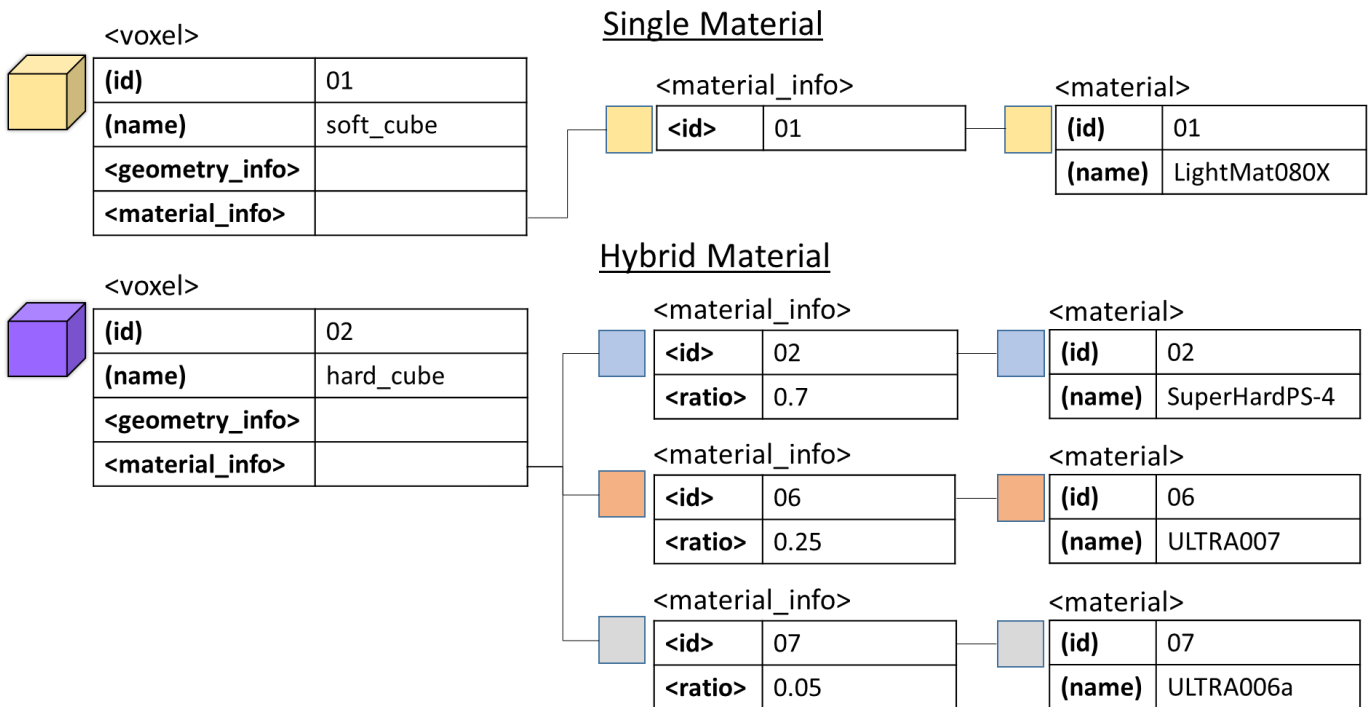 Single Material
<voxel>
(id) 01
(name) soft_cube
<geometry_info>
<material_info>
<material_info>
<id> 01
<material>
(id) 01
(name) LightMat080X
Hybrid Material
<voxel>
(id) 02
(name) hard_cube
<geometry_info>
<material_info>
<material_info>
<id> 02
<ratio> 0.7
<material>
(id) 02
(name) SuperHardPS-4
<material_info>
<id> 06
<ratio> 0.25
<material>
(id) 06
(name) ULTRA007
<material_info>
<id> 07
<ratio> 0.05
<material>
(id) 07
(name) ULTRA006a